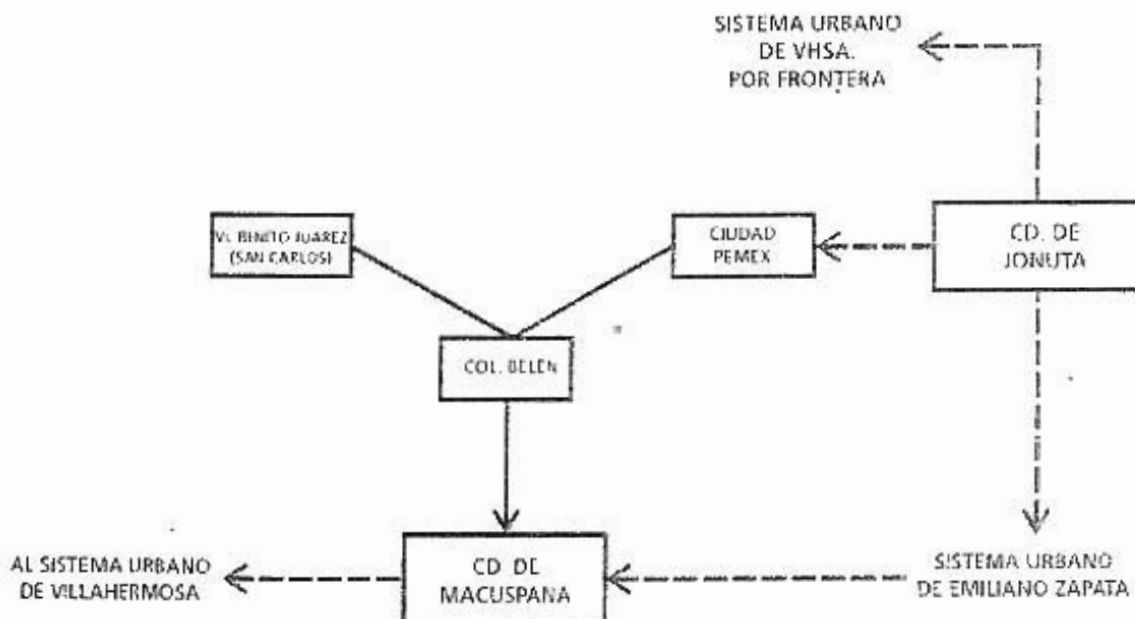 SISTEMA URBANO
DE VHSA.
POR FRONTERA
VI. BENITO JUAREZ
(SAN CARLOS)
CIUDAD
PEMEX
CD. DE
JONUTA
COL. BELEN
AL SISTEMA URBANO
DE VILLAHERMOSA
CD. DE
MACUSPANA
SISTEMA URBANO
DE EMILIANO ZAPATA